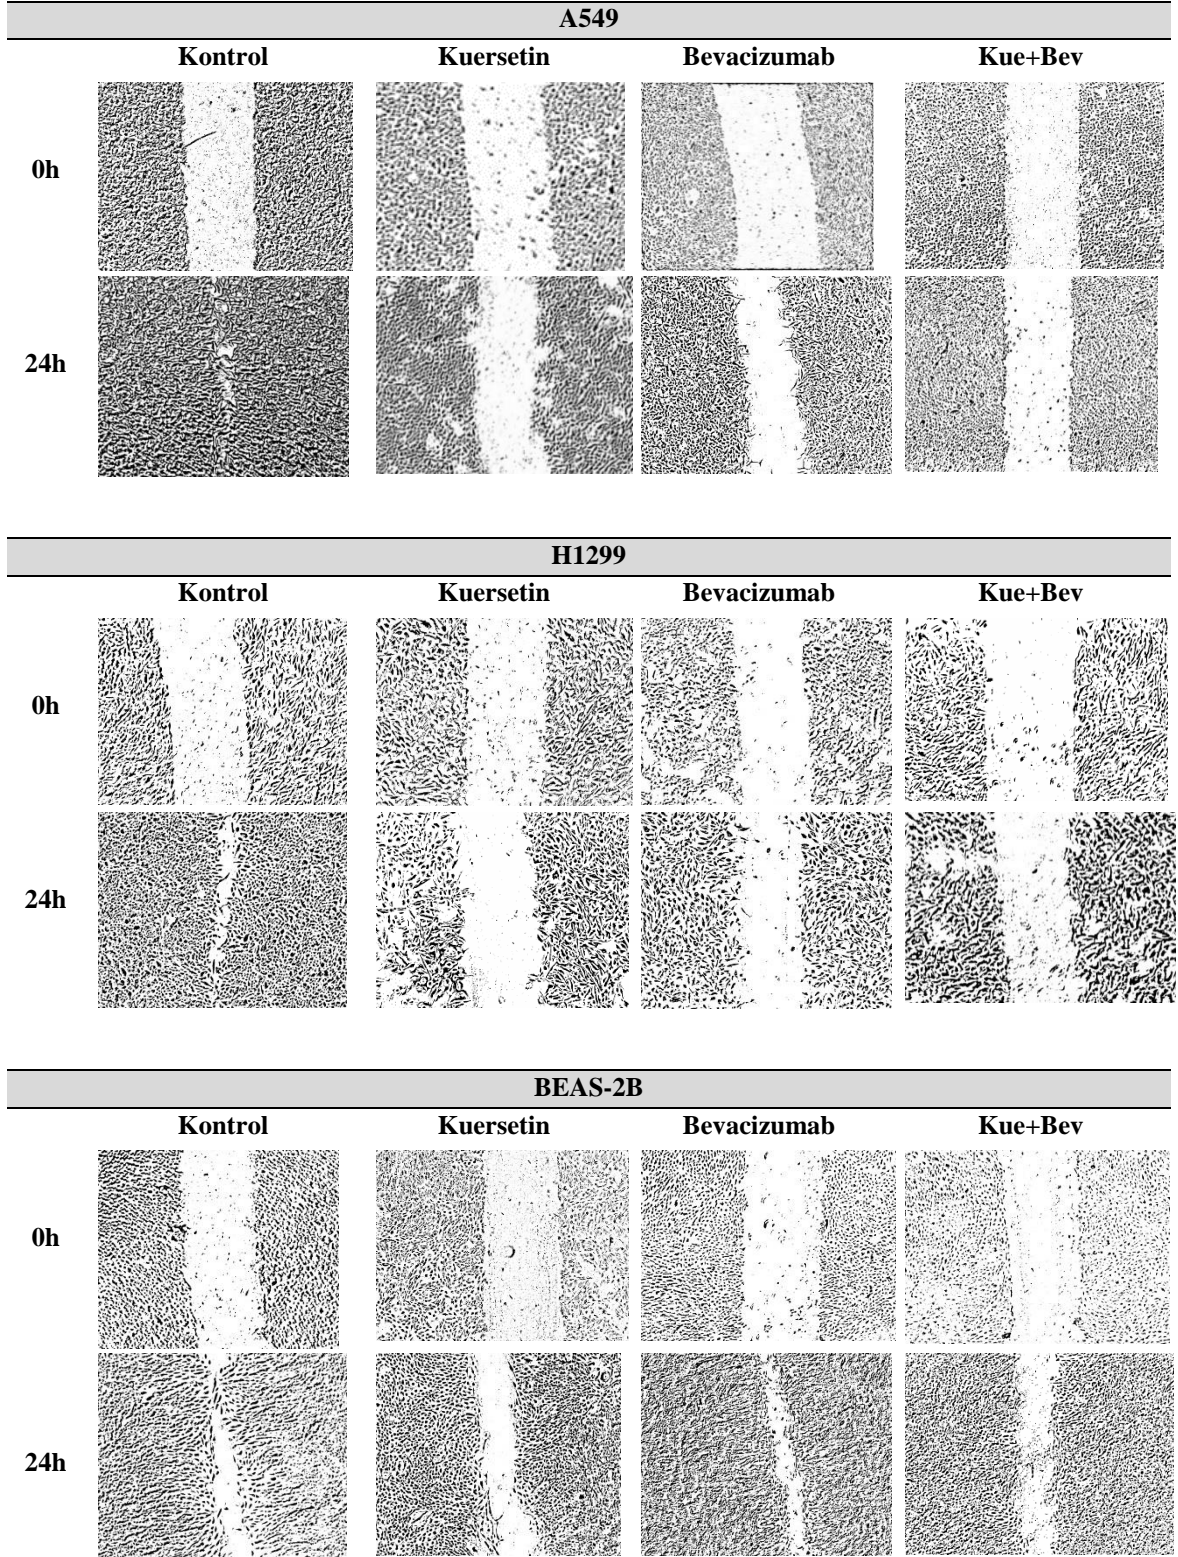 A549
Kontrol Kuersetin Bevacizumab Kue+Bev
0h
24h
H1299
Kontrol Kuersetin Bevacizumab Kue+Bev
0h
24h
BEAS-2B
Kontrol Kuersetin Bevacizumab Kue+Bev
0h
24h